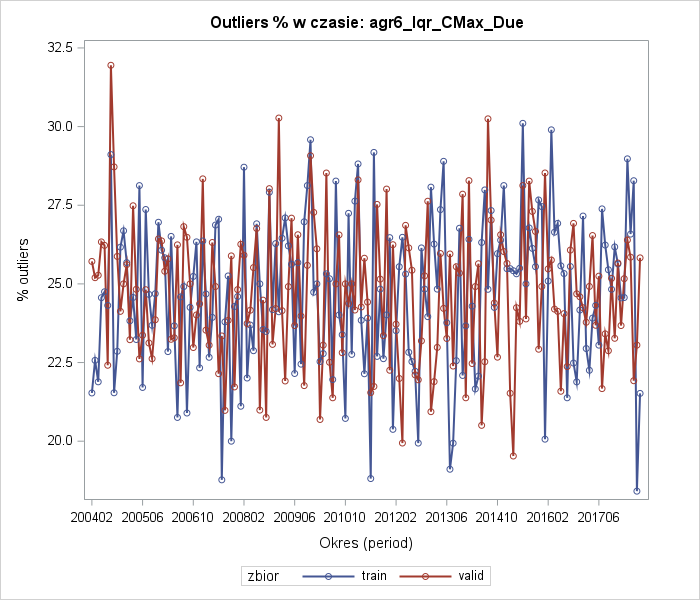 Outliers % w czasie: agr6_Iqr_CMax_Due
32.5
30.0
27.5
25.0
22.5
20.0
% outliers
200402 200506 200610 200802 200906 201010 201202 201306 201410 201602 201706
Okres (period)
zbior train valid